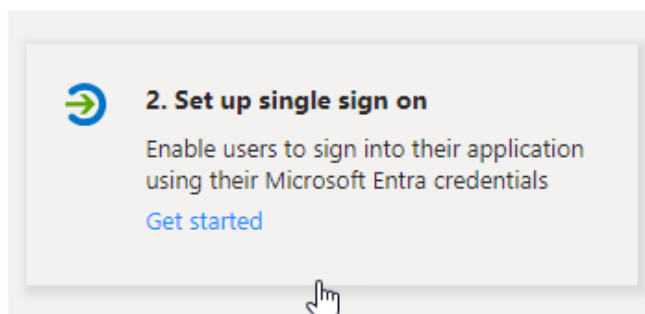 2. Set up single sign on
Enable users to sign into their application
using their Microsoft Entra credentials
Get started